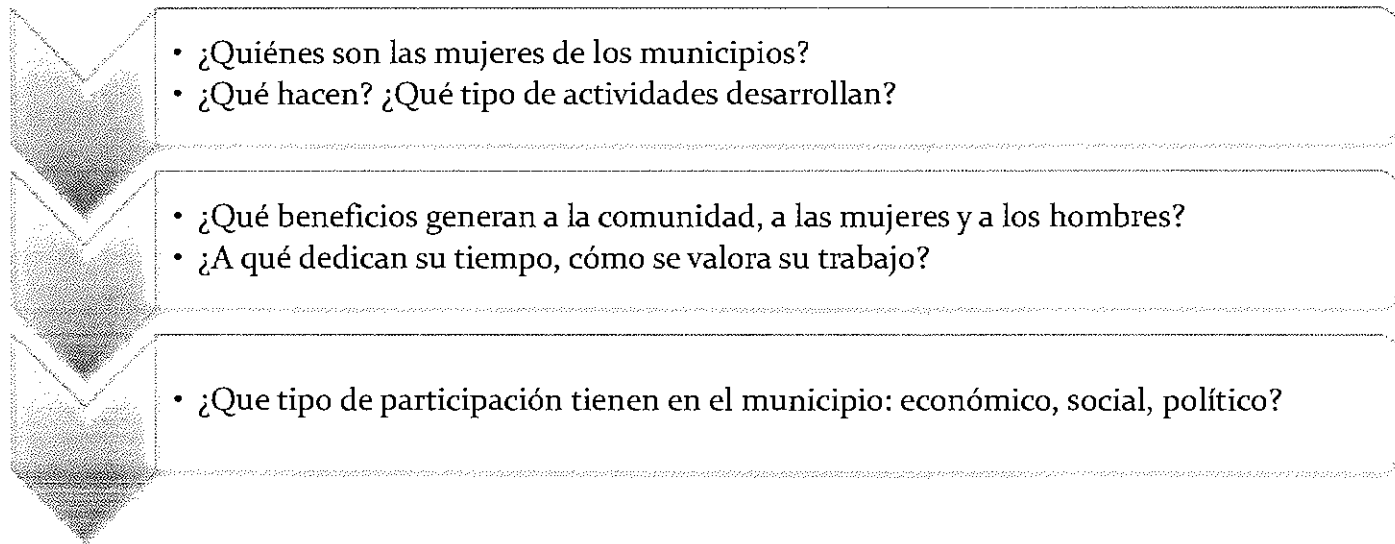 • ¿Quiénes son las mujeres de los municipios?
• ¿Qué hacen? ¿Qué tipo de actividades desarrollan?
• ¿Qué beneficios generan a la comunidad, a las mujeres y a los hombres?
• ¿A qué dedican su tiempo, cómo se valora su trabajo?
• ¿Que tipo de participación tienen en el municipio: económico, social, político?